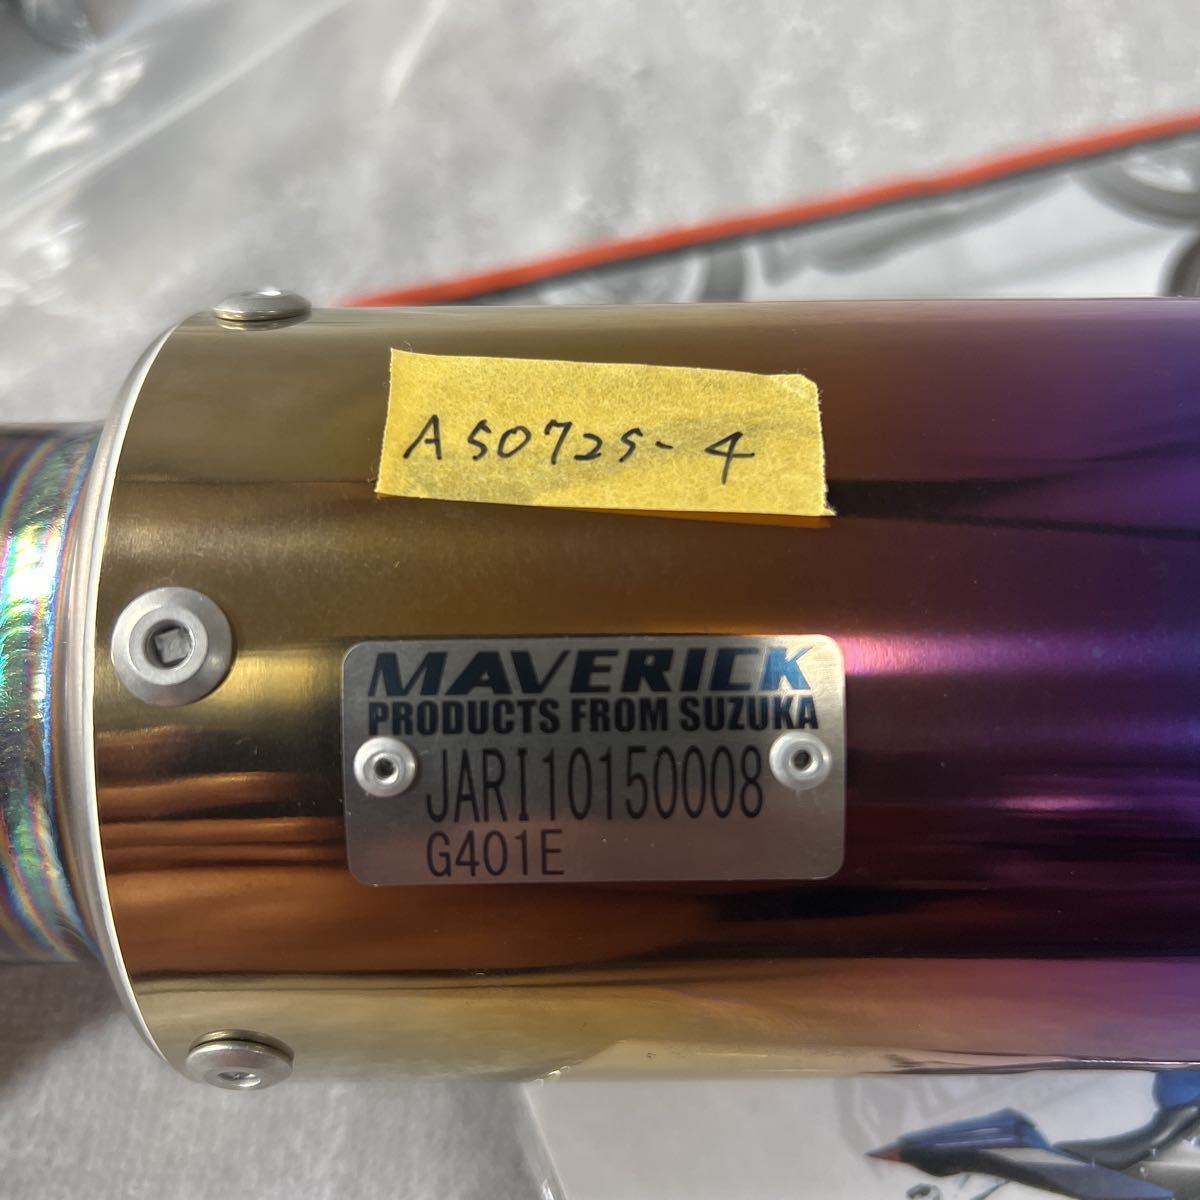 A50725-4
MAVERICK
PRODUCTS FROM SUZUKA
JARI10150008
G401E